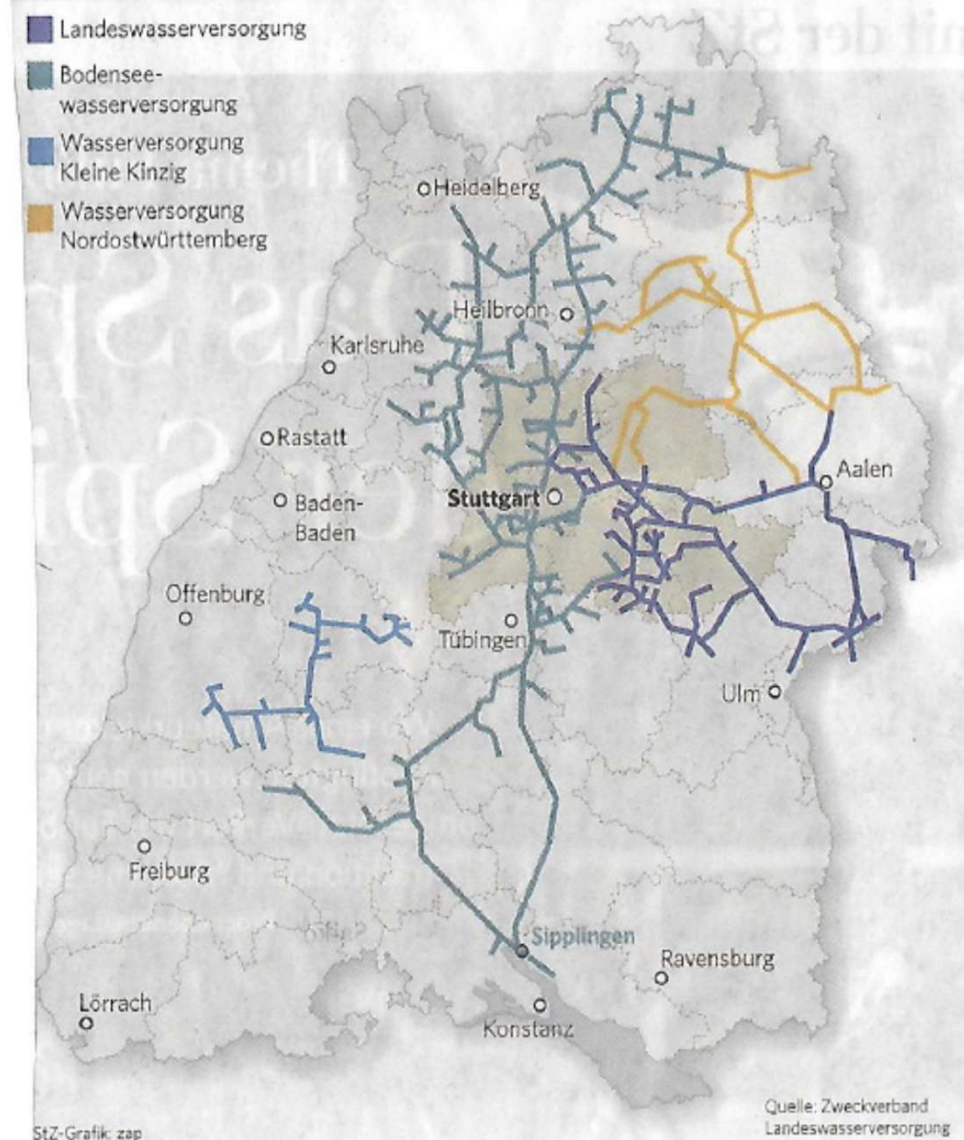 Landeswasserversorgung
Bodensee-
wasserversorgung
Wasserversorgung
Kleine Kinzig
Wasserversorgung
Nordostwürttemberg
Heidelberg
Heilbronn
Karlsruhe
Rastatt
Baden-
Baden
Stuttgart
Aalen
Offenburg
Tübingen
Ulm
Freiburg
Sipplingen
Ravensburg
Lörrach
Konstanz
Quelle: Zweckverband
Landeswasserversorgung
StZ-Grafik: zap